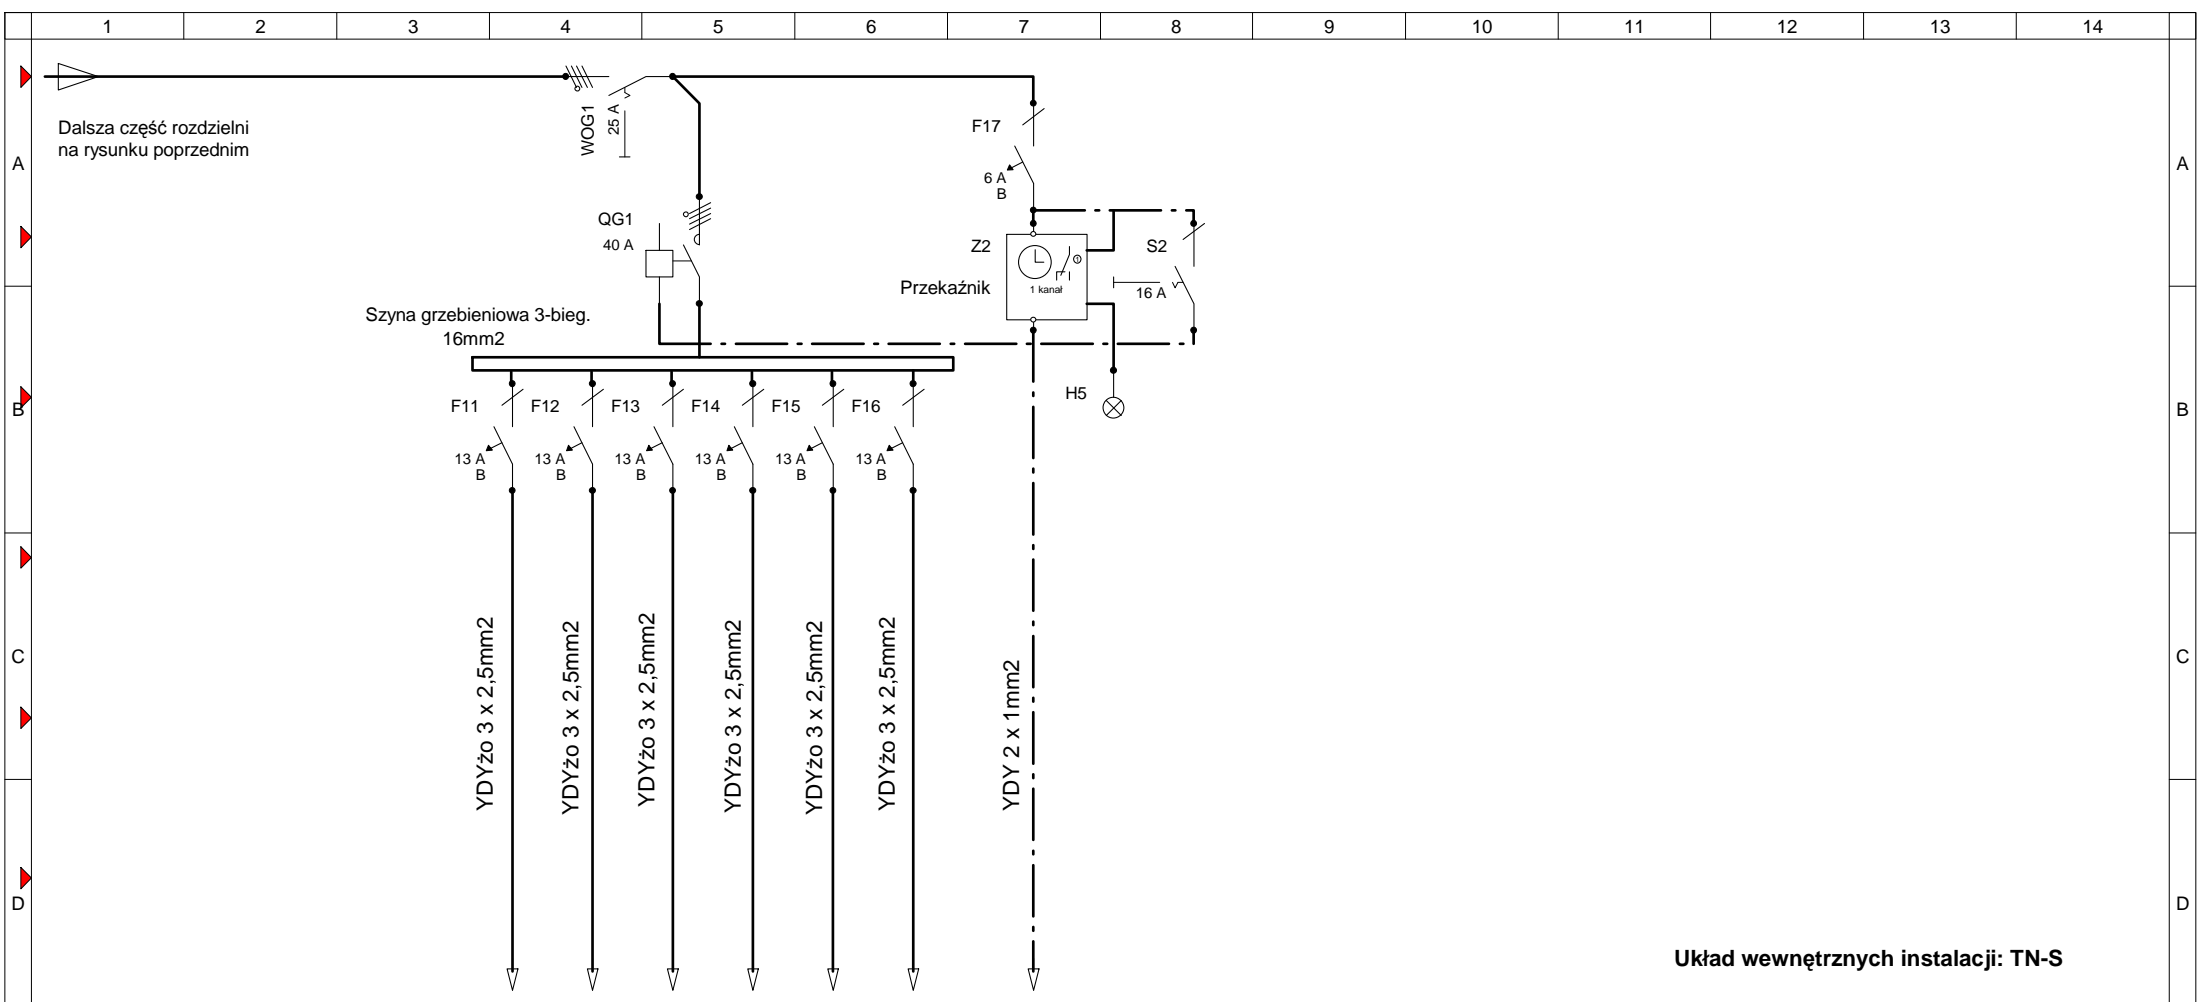 1 2 3 4 5 6 7 8 9 10 11 12 13 14
A A
Dalsza część rozdzielni
na rysunku poprzednim
WOG1
25 A
F17
6 A
B
QG1
40 A
Z2
S2
Przekaźnik
1 kanał
16 A
Szyna grzebieniowa 3-bieg.
16mm2
H5
B B
F11 F12 F13 F14 F15 F16
13 A 13 A 13 A 13 A 13 A 13 A
B B B B B B
C C
YDYżo 3 x 2,5mm2
YDYżo 3 x 2,5mm2
YDYżo 3 x 2,5mm2
YDYżo 3 x 2,5mm2
YDYżo 3 x 2,5mm2
YDYżo 3 x 2,5mm2
YDY 2 x 1mm2
D D
Układ wewnętrznych instalacji: TN-S